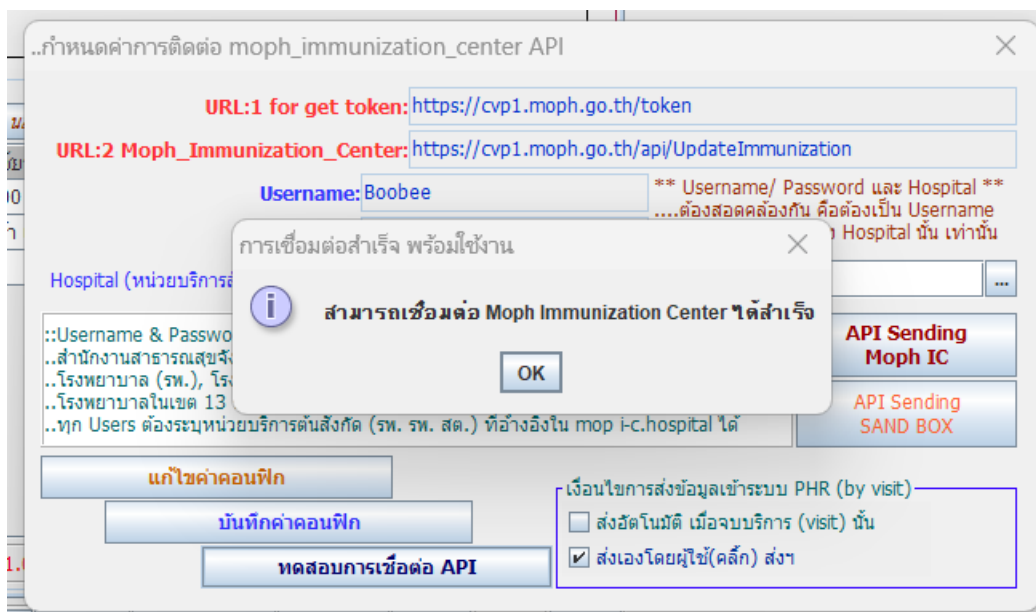 ..กำหนดค่าการติดต่อ moph_immunization_center API
URL:1 for get token: https://cvp1.moph.go.th/token
URL:2 Moph_Immunization_Center: https://cvp1.moph.go.th/api/UpdateImmunization
Username: Boobee
** Username/ Password และ Hospital **
....ต้องสอดคล้องกัน คือต้องเป็น Username
Hospital นั้น เท่านั้น
การเชื่อมต่อสำเร็จ พร้อมใช้งาน
สามารถเชื่อมต่อ Moph Immunization Center ได้สำเร็จ
OK
Hospital (หน่วยบริการ
...
::Username & Passwo
..สำนักงานสาธารณสุขจัง
..โรงพยาบาล (รพ.), โรง
..โรงพยาบาลในเขต 13
..ทุก Users ต้องระบุหน่วยบริการต้นสังกัด (รพ. รพ. สต.) ที่อ้างอิงใน mop i-c.hospital ได้
API Sending
Moph IC
API Sending
SAND BOX
แก้ไขค่าคอนฟิก
บันทึกค่าคอนฟิก
ทดสอบการเชื่อต่อ API
เงื่อนไขการส่งข้อมูลเข้าระบบ PHR (by visit)
ส่งอัตโนมัติ เมื่อจบบริการ (visit) นั้น
ส่งเองโดยผู้ใช้(คลิ้ก) ส่งฯ